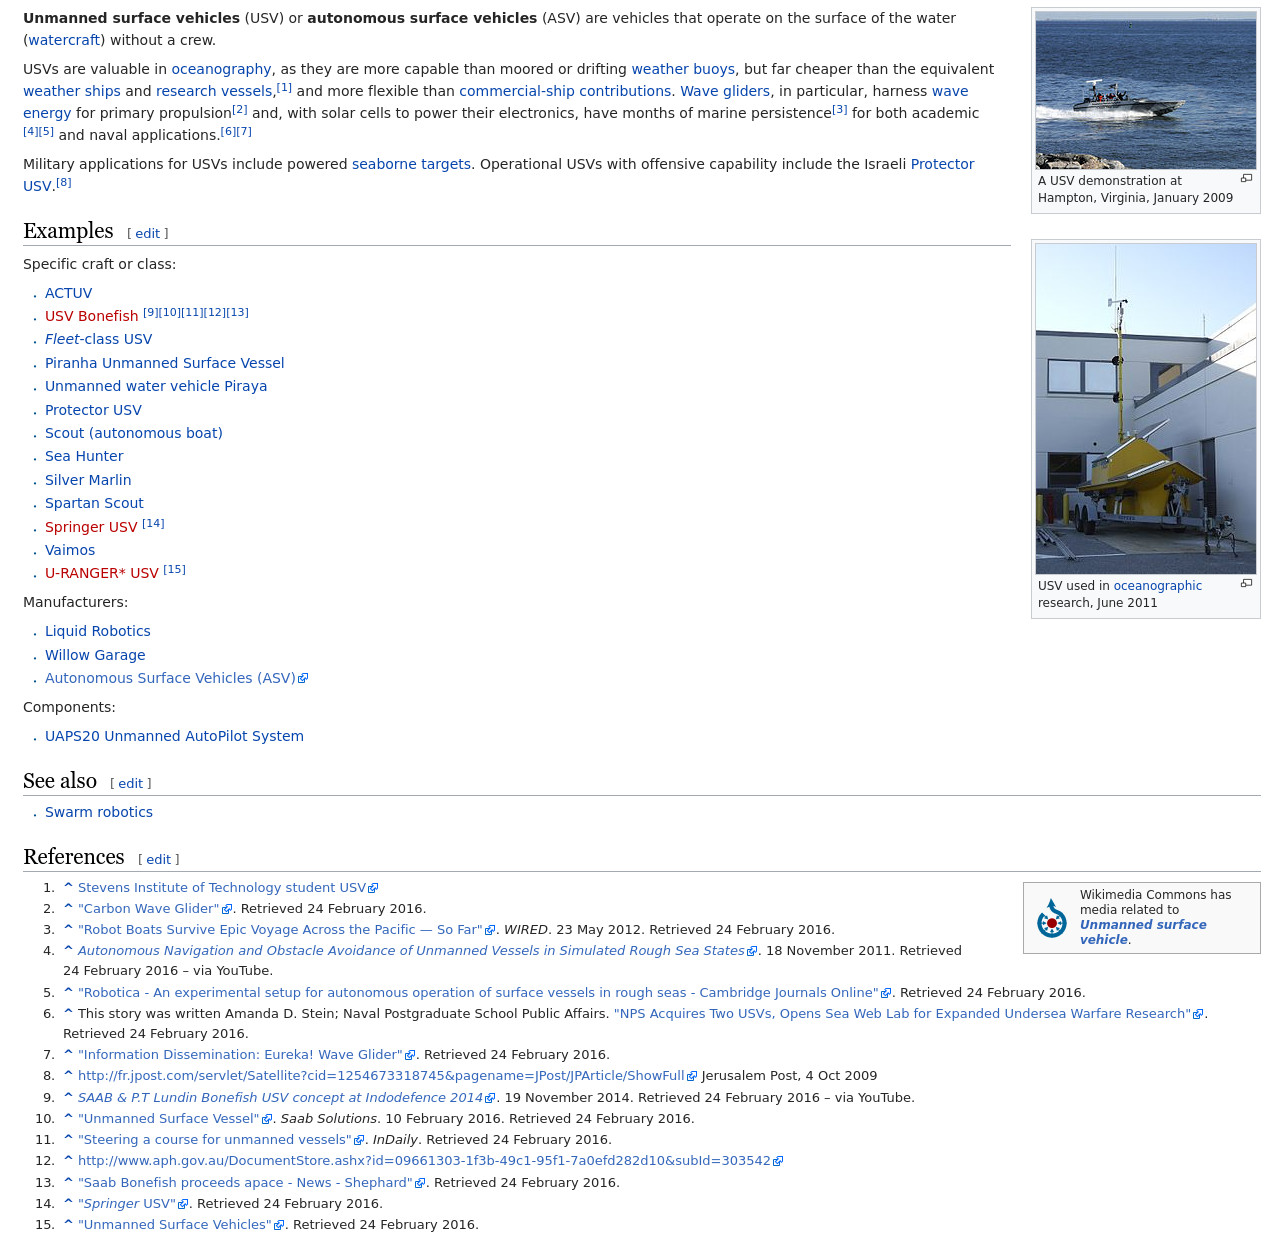 Unmanned surface vehicles (USV) or autonomous surface vehicles (ASV) are vehicles that operate on the surface of the water
(watercraft) without a crew.
USVs are valuable in oceanography, as they are more capable than moored or drifting weather buoys, but far cheaper than the equivalent
weather ships and research vessels,[1] and more flexible than commercial-ship contributions. Wave gliders, in particular, harness wave
energy for primary propulsion[2] and, with solar cells to power their electronics, have months of marine persistence[3] for both academic
[4][5] and naval applications.[6][7]
Military applications for USVs include powered seaborne targets. Operational USVs with offensive capability include the Israeli Protector
USV.[8]
A USV demonstration at
Hampton, Virginia, January 2009
Examples [ edit ]
Specific craft or class:
ACTUV
USV Bonefish [9][10][11][12][13]
Fleet-class USV
Piranha Unmanned Surface Vessel
Unmanned water vehicle Piraya
Protector USV
Scout (autonomous boat)
Sea Hunter
Silver Marlin
Spartan Scout
Springer USV [14]
Vaimos
U-RANGER* USV [15]
USV used in oceanographic
research, June 2011
Manufacturers:
Liquid Robotics
Willow Garage
Autonomous Surface Vehicles (ASV)
Components:
UAPS20 Unmanned AutoPilot System
See also [ edit ]
Swarm robotics
References [ edit ]
1. ^ Stevens Institute of Technology student USV
2. ^ "Carbon Wave Glider". Retrieved 24 February 2016.
3. ^ "Robot Boats Survive Epic Voyage Across the Pacific — So Far". WIRED. 23 May 2012. Retrieved 24 February 2016.
4. ^ Autonomous Navigation and Obstacle Avoidance of Unmanned Vessels in Simulated Rough Sea States. 18 November 2011. Retrieved
24 February 2016 – via YouTube.
5. ^ "Robotica - An experimental setup for autonomous operation of surface vessels in rough seas - Cambridge Journals Online". Retrieved 24 February 2016.
6. ^ This story was written Amanda D. Stein; Naval Postgraduate School Public Affairs. "NPS Acquires Two USVs, Opens Sea Web Lab for Expanded Undersea Warfare Research".
Retrieved 24 February 2016.
7. ^ "Information Dissemination: Eureka! Wave Glider". Retrieved 24 February 2016.
8. ^ http://fr.jpost.com/servlet/Satellite?cid=1254673318745&pagename=JPost/JPArticle/ShowFull Jerusalem Post, 4 Oct 2009
9. ^ SAAB & P.T Lundin Bonefish USV concept at Indodefence 2014. 19 November 2014. Retrieved 24 February 2016 – via YouTube.
10. ^ "Unmanned Surface Vessel". Saab Solutions. 10 February 2016. Retrieved 24 February 2016.
11. ^ "Steering a course for unmanned vessels". InDaily. Retrieved 24 February 2016.
12. ^ http://www.aph.gov.au/DocumentStore.ashx?id=09661303-1f3b-49c1-95f1-7a0efd282d10&subId=303542
13. ^ "Saab Bonefish proceeds apace - News - Shephard". Retrieved 24 February 2016.
14. ^ "Springer USV". Retrieved 24 February 2016.
15. ^ "Unmanned Surface Vehicles". Retrieved 24 February 2016.
Wikimedia Commons has
media related to
Unmanned surface
vehicle.